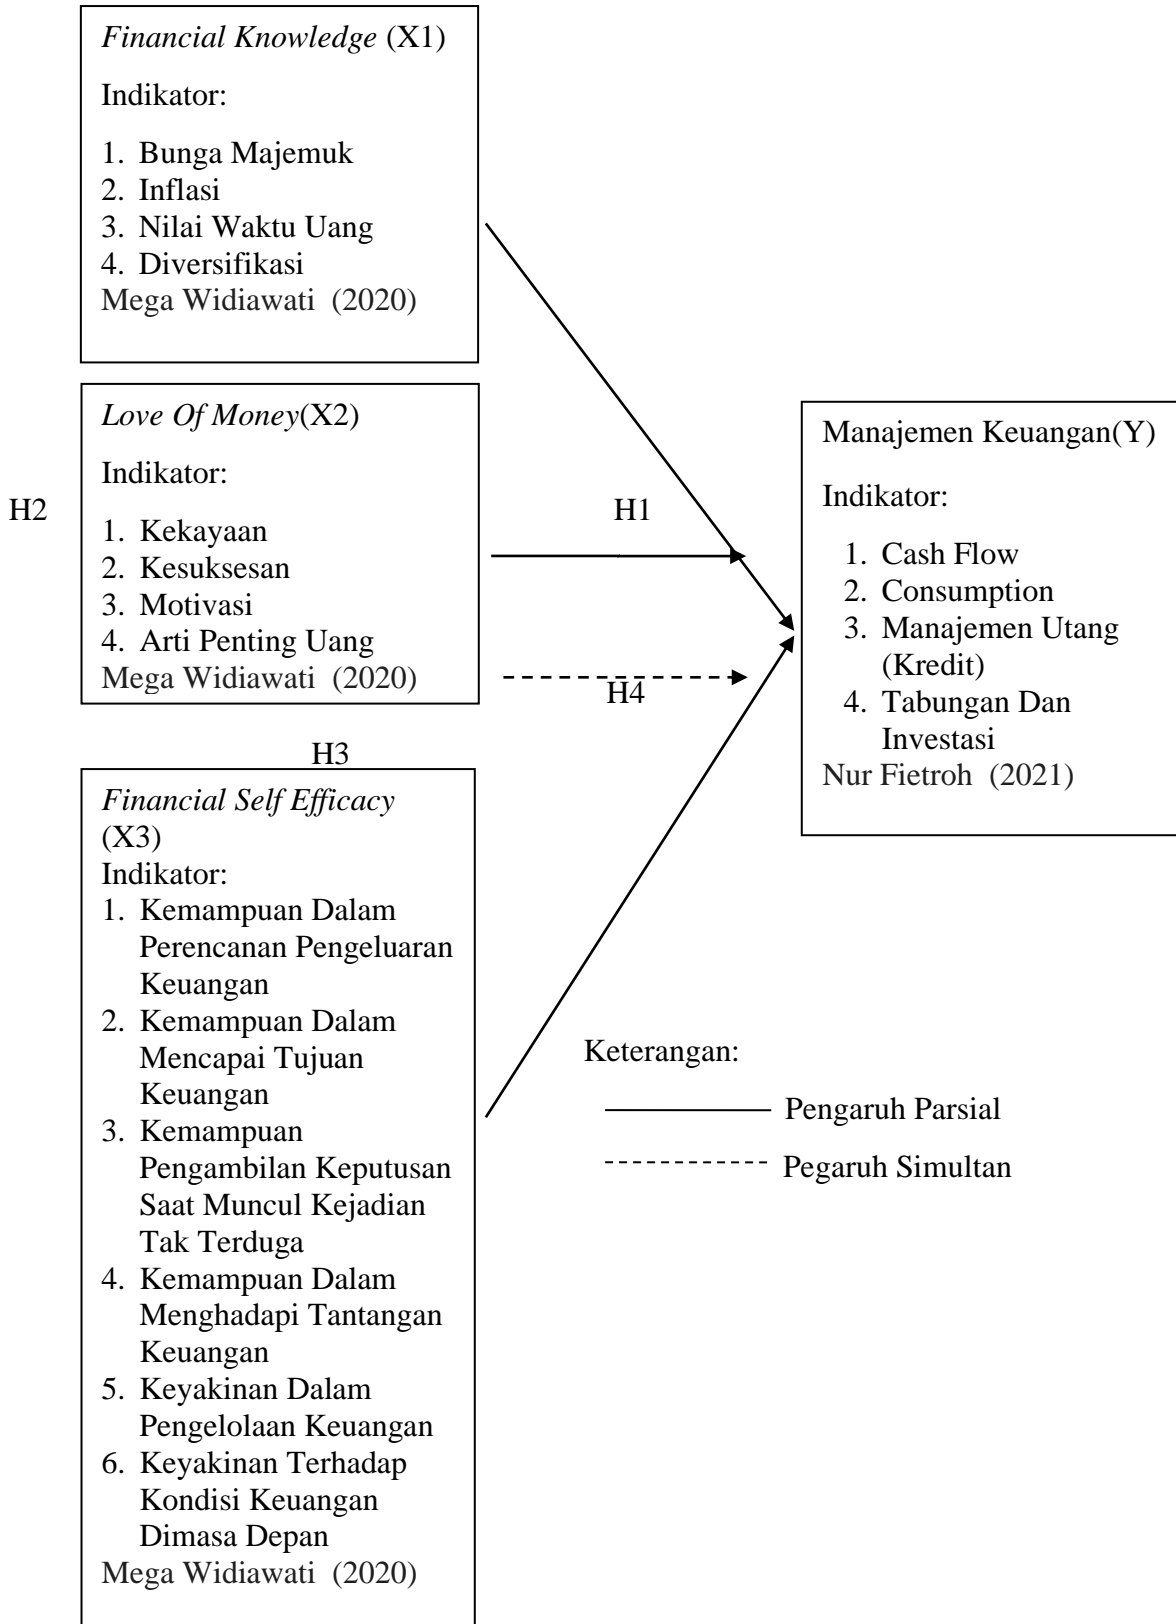 Financial Knowledge (X1)
Indikator:
1. Bunga Majemuk
2. Inflasi
3. Nilai Waktu Uang
4. Diversifikasi
Mega Widiawati (2020)
Love Of Money(X2)
Indikator:
1. Kekayaan
2. Kesuksesan
3. Motivasi
4. Arti Penting Uang
Mega Widiawati (2020)
H2
H1
H4
H3
Manajemen Keuangan(Y)
Indikator:
1. Cash Flow
2. Consumption
3. Manajemen Utang
(Kredit)
4. Tabungan Dan
Investasi
Nur Fietroh (2021)
Financial Self Efficacy
(X3)
Indikator:
1. Kemampuan Dalam
Perencanan Pengeluaran
Keuangan
2. Kemampuan Dalam
Mencapai Tujuan
Keuangan
3. Kemampuan
Pengambilan Keputusan
Saat Muncul Kejadian
Tak Terduga
4. Kemampuan Dalam
Menghadapi Tantangan
Keuangan
5. Keyakinan Dalam
Pengelolaan Keuangan
6. Keyakinan Terhadap
Kondisi Keuangan
Dimasa Depan
Mega Widiawati (2020)
Keterangan:
Pengaruh Parsial
Pegaruh Simultan